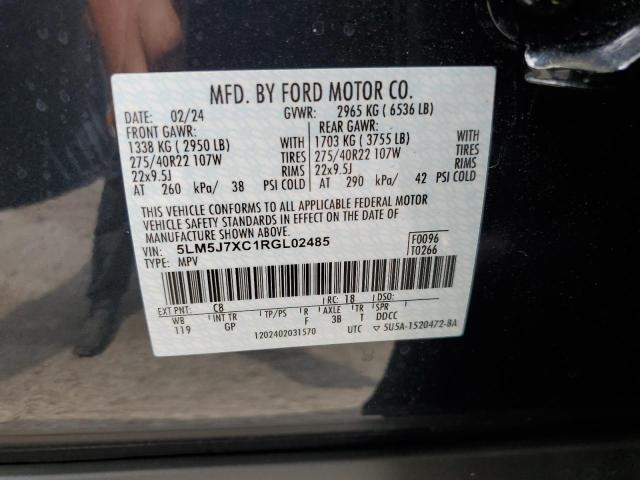 MFD. BY FORD MOTOR CO.
DATE: 02/24 GVWR: 2965 KG ( 6536 LB)
FRONT GAWR: REAR GAWR:
1338 KG ( 2950 LB) WITH 1703 KG ( 3755 LB) WITH
275/40R22 107W TIRES 275/40R22 107W TIRES
22x9.5J RIMS 22x9.5J RIMS
AT 260 kPa/ 38 PSI COLD AT 290 kPa/ 42 PSI COLD
THIS VEHICLE CONFORMS TO ALL APPLICABLE FEDERAL MOTOR
VEHICLE SAFETY STANDARDS IN EFFECT ON THE DATE OF
MANUFACTURE SHOWN ABOVE.
VIN: 5LM5J7XC1RGL02485 F0096
TYPE: MPV T0266
EXT PNT: C8 RC: 18 DSO:
WB INT TR TP/PS R AXLE TR SPR
119 GP F 3B T DDCC
1202402031570 UTC ▽ 5U5A-1520472-BA